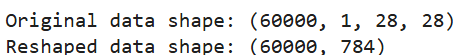 Original data shape: (60000, 1, 28, 28)
Reshaped data shape: (60000, 784)